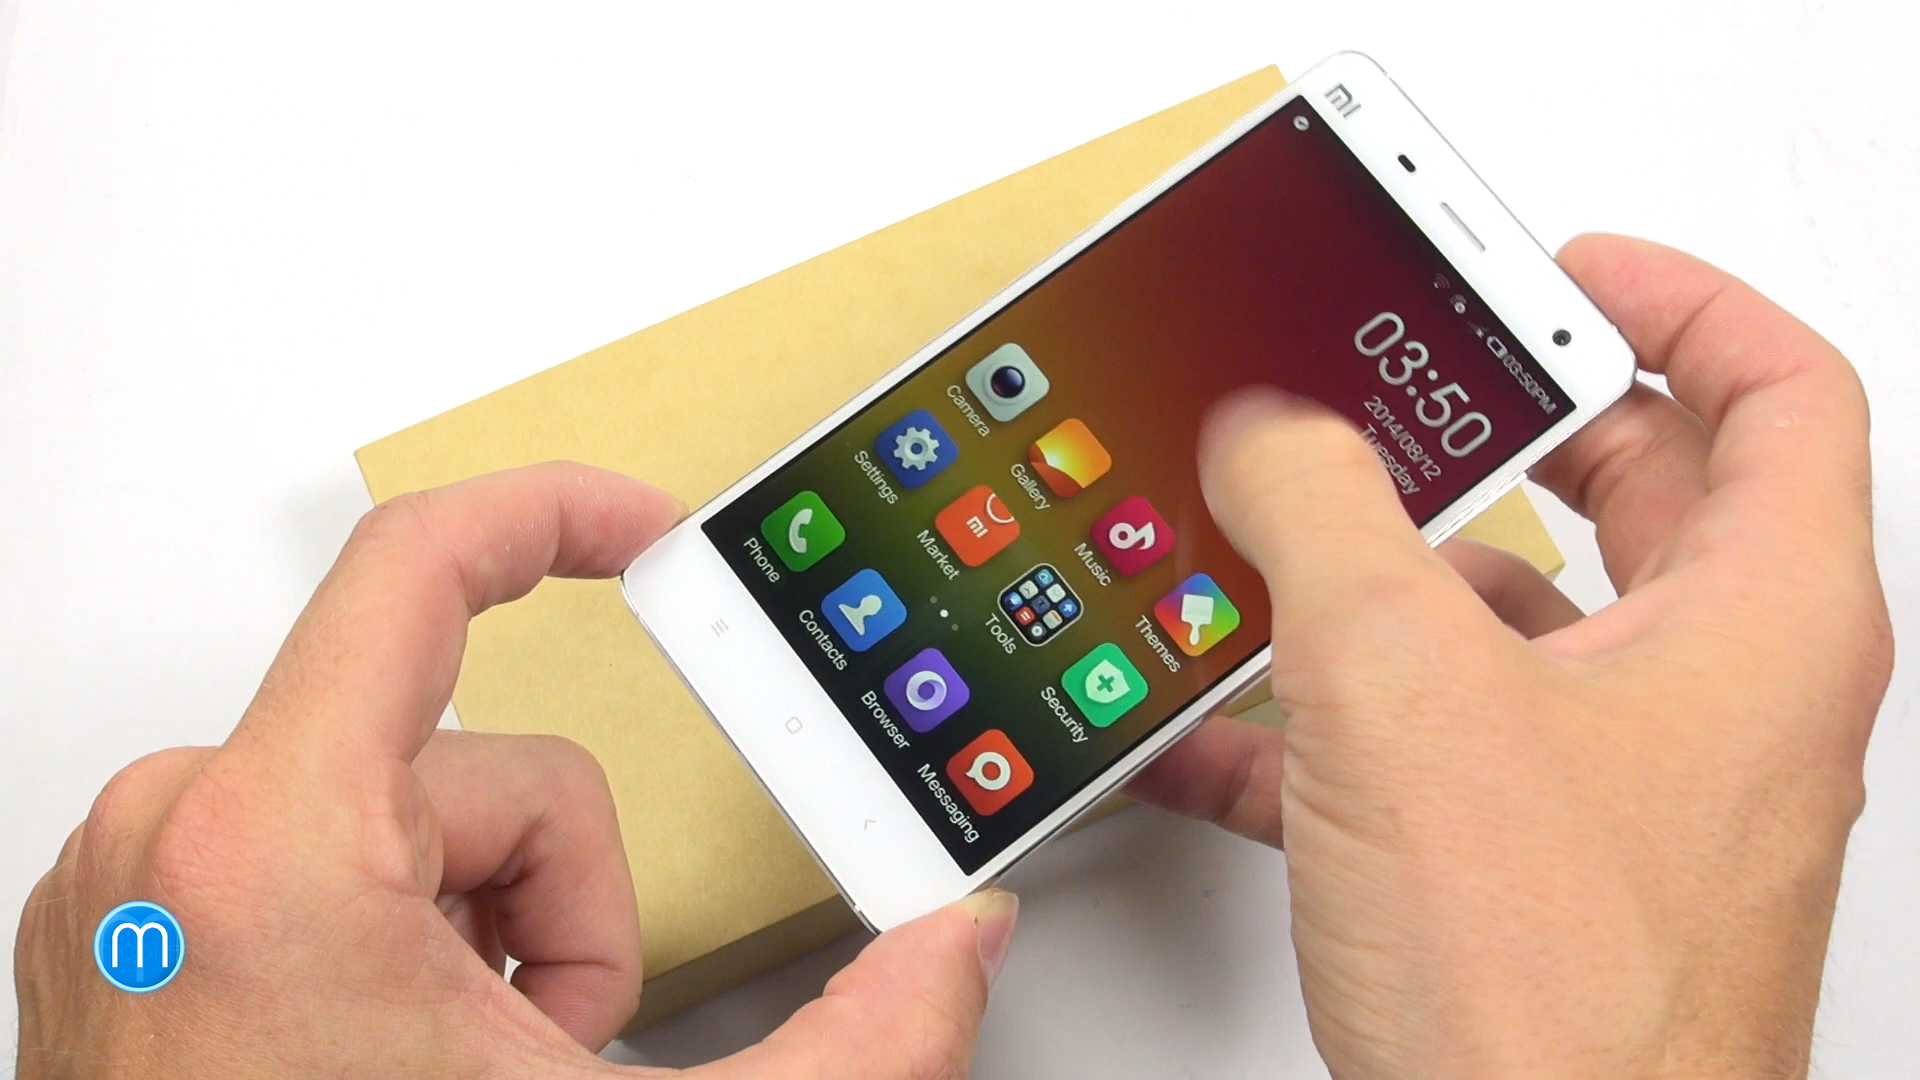 mi
03:50PM
03:50
2014/08/12
Tuesday
Camera
Gallery
Music
Themes
Settings
Market
mi
Tools
Security
Phone
Contacts
Browser
Messaging
m